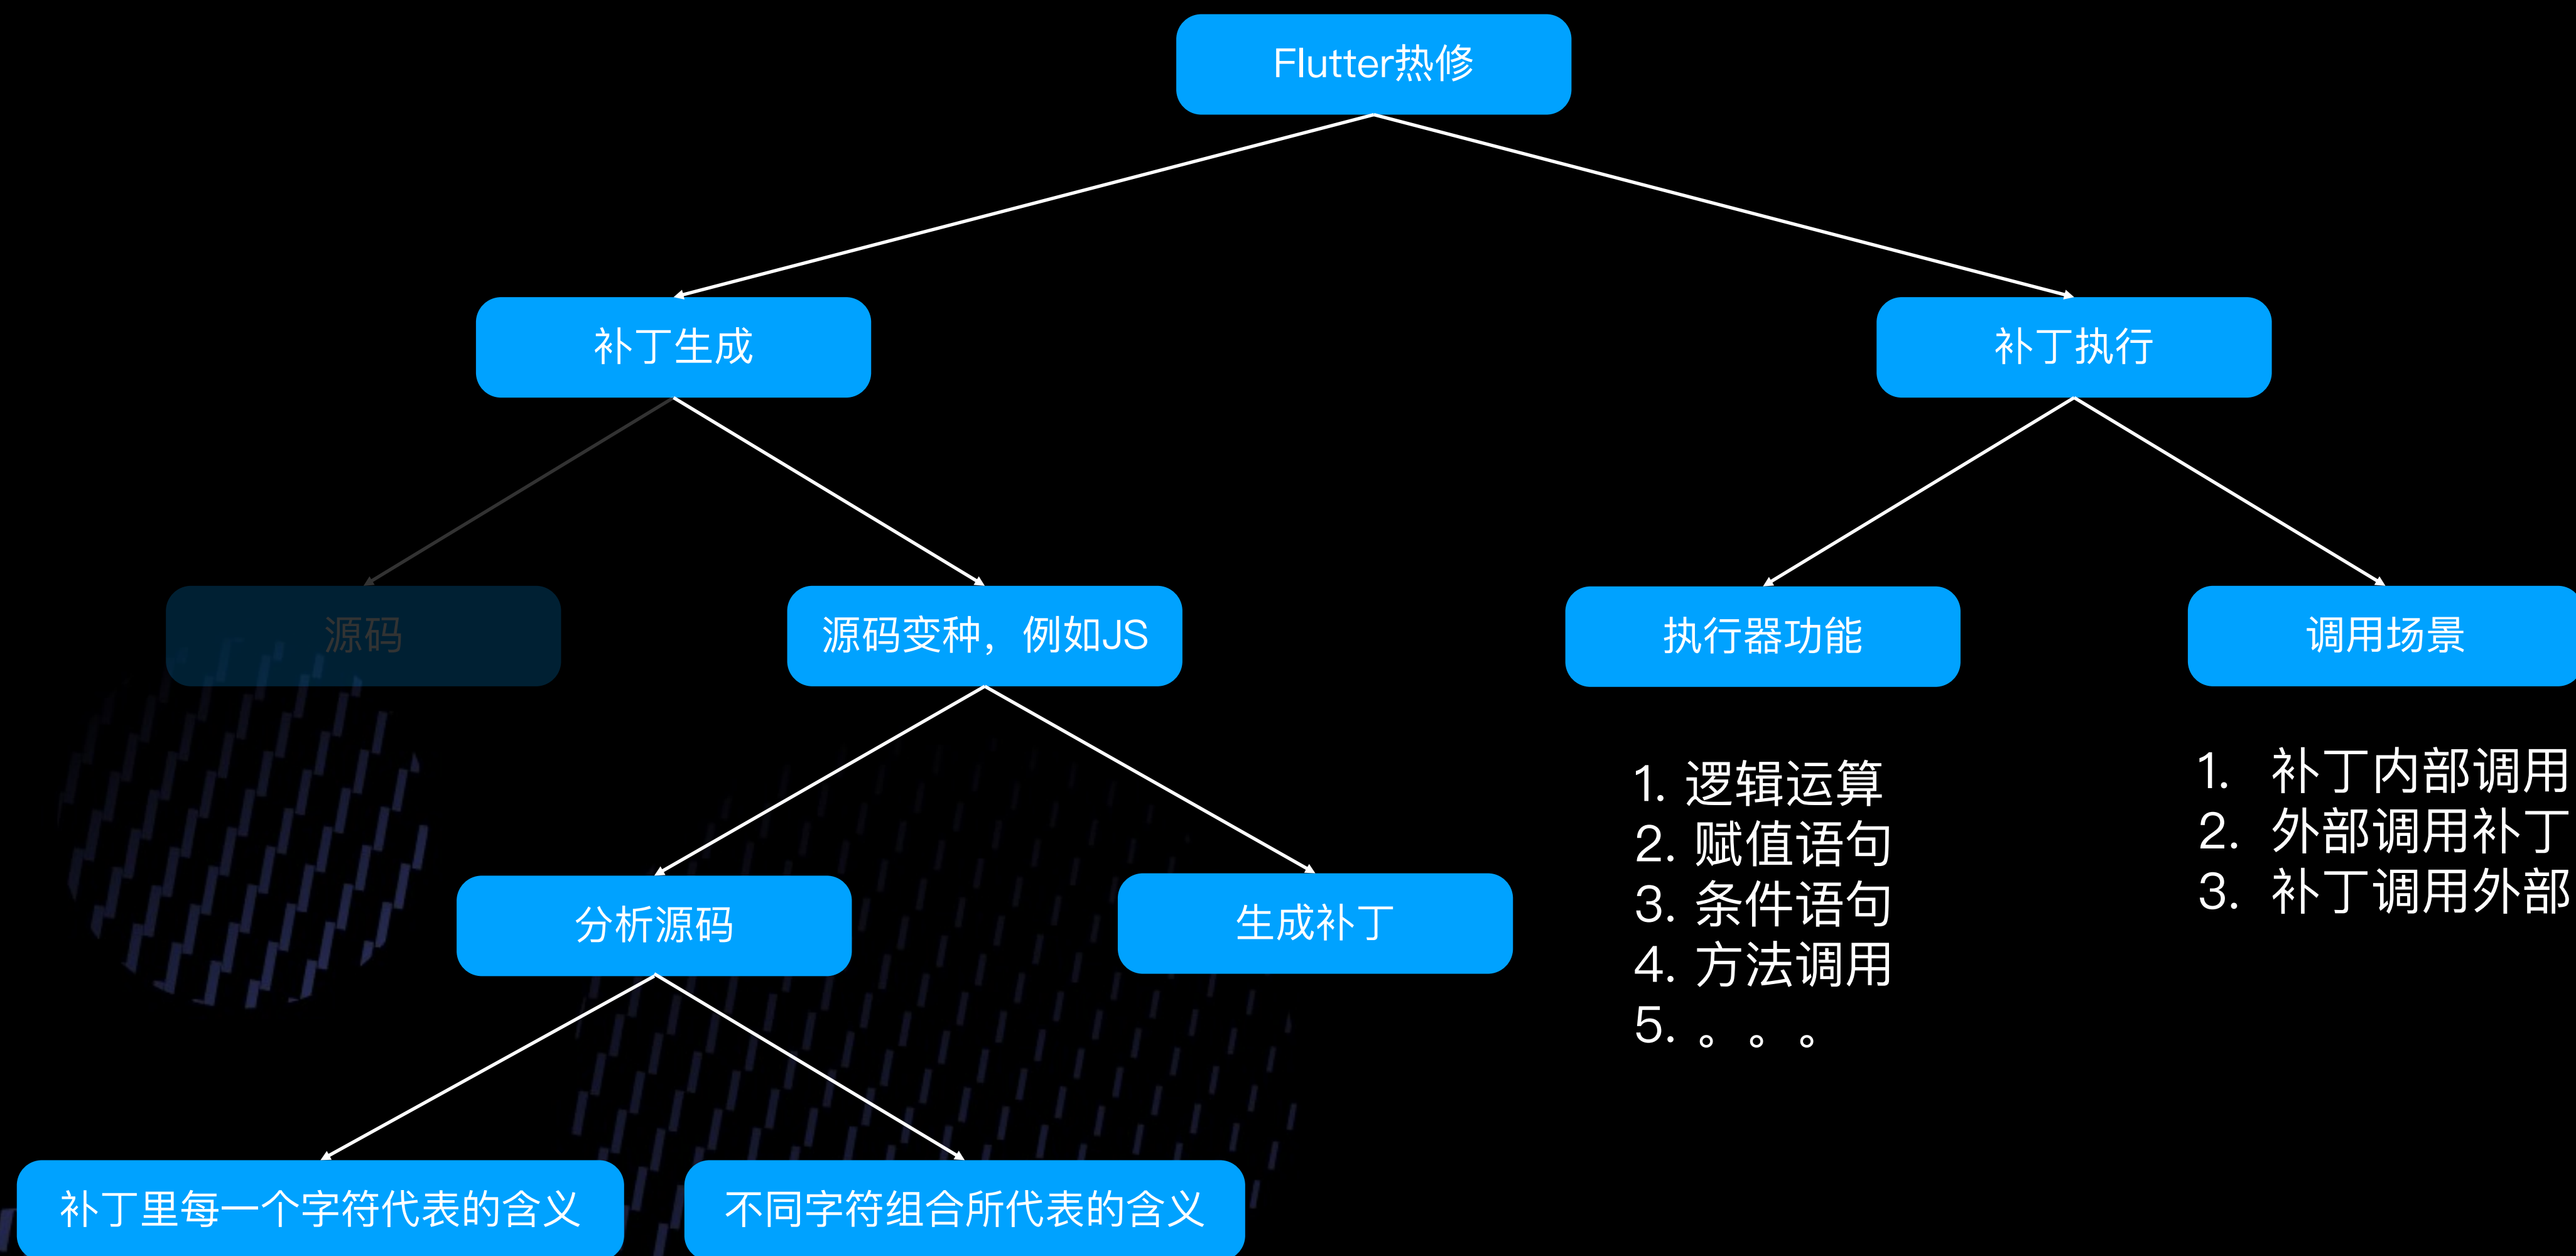 Flutter热修
补丁生成
补丁执行
源码
源码变种，例如JS
执行器功能
调用场景
1. 逻辑运算
2. 赋值语句
3. 条件语句
4. 方法调用
5. 。。。
1. 补丁内部调用
2. 外部调用补丁
3. 补丁调用外部
分析源码
生成补丁
补丁里每一个字符代表的含义
不同字符组合所代表的含义